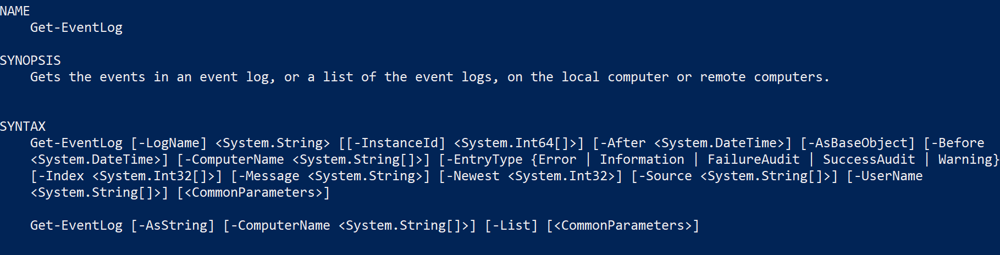 NAME
Get-EventLog
SYNOPSIS
Gets the events in an event log, or a list of the event logs, on the local computer or remote computers.
SYNTAX
Get-EventLog [-LogName] <System.String> [[-InstanceId] <System.Int64[]>] [-After <System.DateTime>] [-AsBaseObject] [-Before
<System.DateTime>] [-ComputerName <System.String[]>] [-EntryType {Error | Information | FailureAudit | SuccessAudit | Warning}
[-Index <System.Int32[]>] [-Message <System.String>] [-Newest <System.Int32>] [-Source <System.String[]>] [-UserName
<System.String[]>] [<CommonParameters>]
Get-EventLog [-AsString] [-ComputerName <System.String[]>] [-List] [<CommonParameters>]